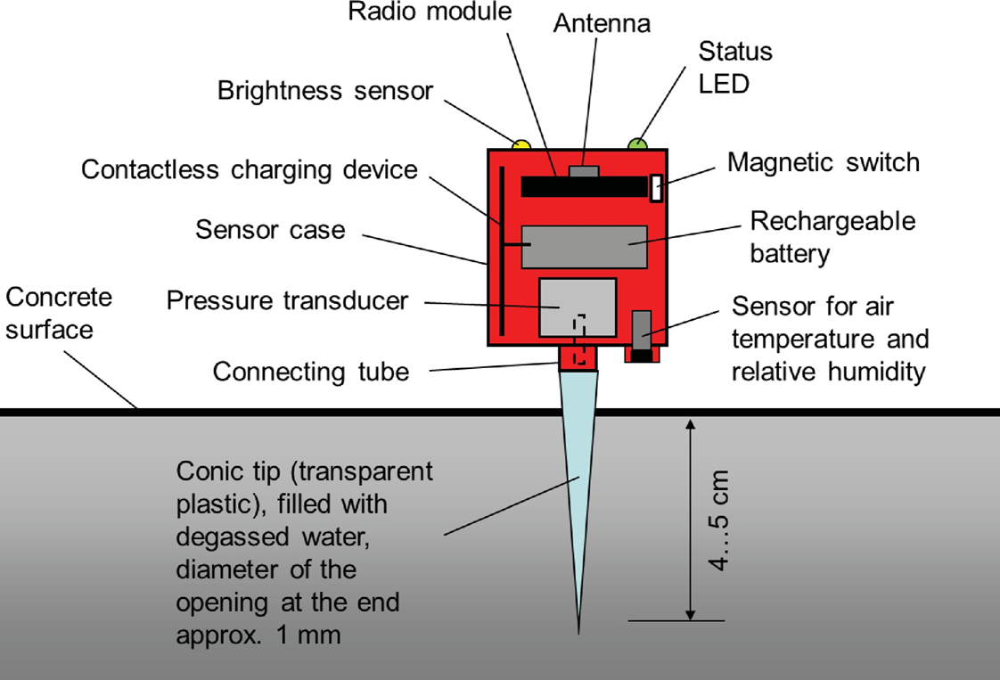 Radio module
Antenna
Status
LED
Brightness sensor
Contactless charging device
Magnetic switch
Sensor case
Rechargeable
battery
Concrete
surface
Pressure transducer
Sensor for air
temperature and
relative humidity
Connecting tube
Conic tip (transparent
plastic), filled with
degassed water,
diameter of the
opening at the end
approx. 1 mm
4...5 cm